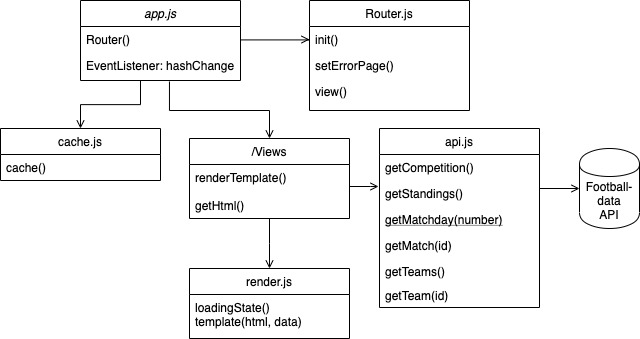 app.js
Router()
EventListener: hashChange
Router.js
init()
setErrorPage()
view()
cache.js
cache()
/Views
renderTemplate()
getHtml()
api.js
getCompetition()
getStandings()
getMatchday(number)
getMatch(id)
getTeams()
getTeam(id)
Football-
data
API
render.js
loadingState()
template(html, data)